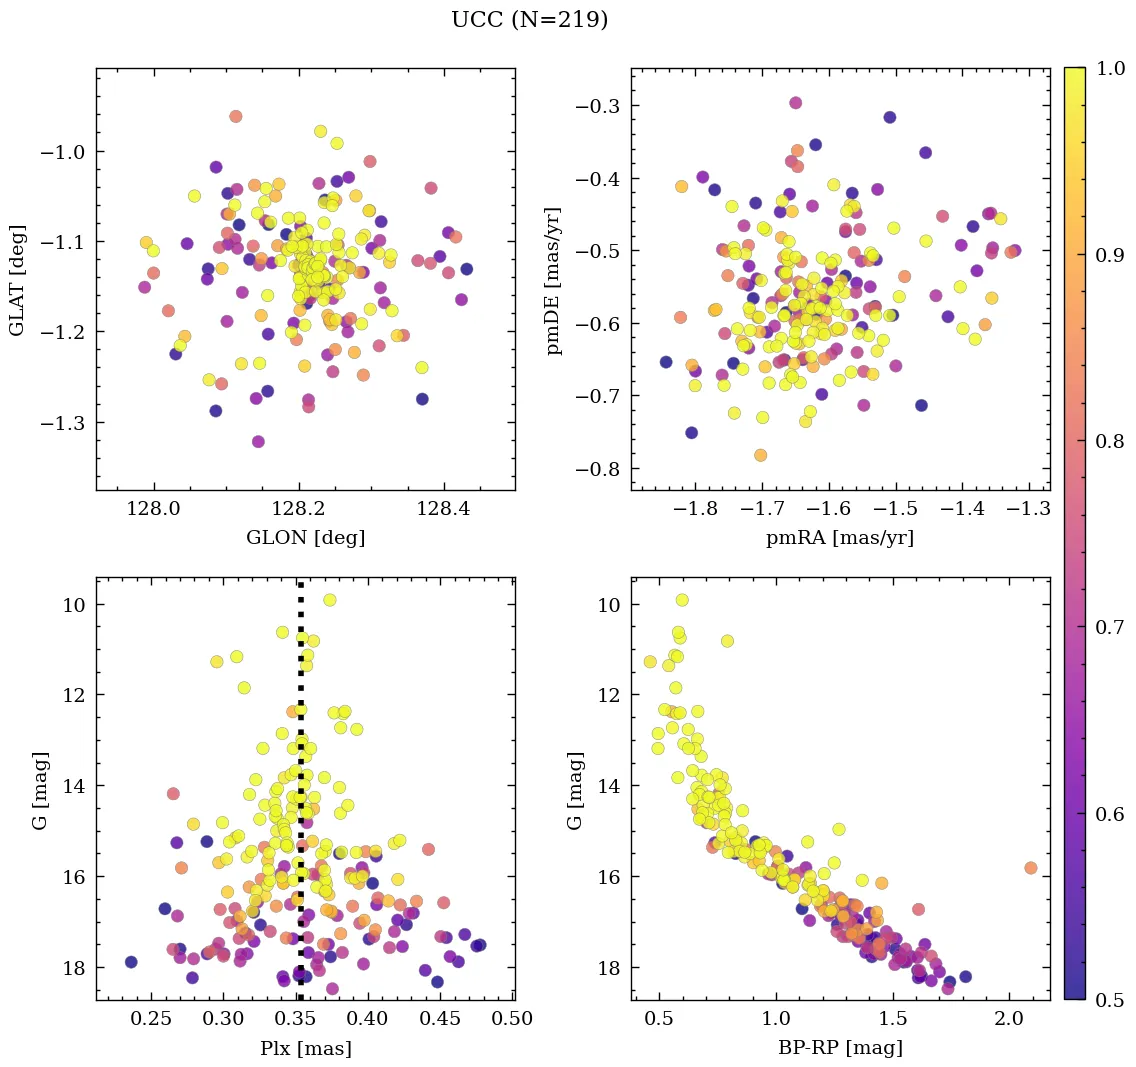 UCC (N=219)
−1.0
−1.1
−1.2
−1.3
GLAT [deg]
128.0 128.2 128.4
GLON [deg]
−0.3
−0.4
−0.5
−0.6
−0.7
−0.8
pmDE [mas/yr]
−1.8 −1.7 −1.6 −1.5 −1.4 −1.3
pmRA [mas/yr]
10
12
14
16
18
G [mag]
0.25 0.30 0.35 0.40 0.45 0.50
Plx [mas]
10
12
14
16
18
G [mag]
0.5 1.0 1.5 2.0
BP-RP [mag]
1.0
0.9
0.8
0.7
0.6
0.5